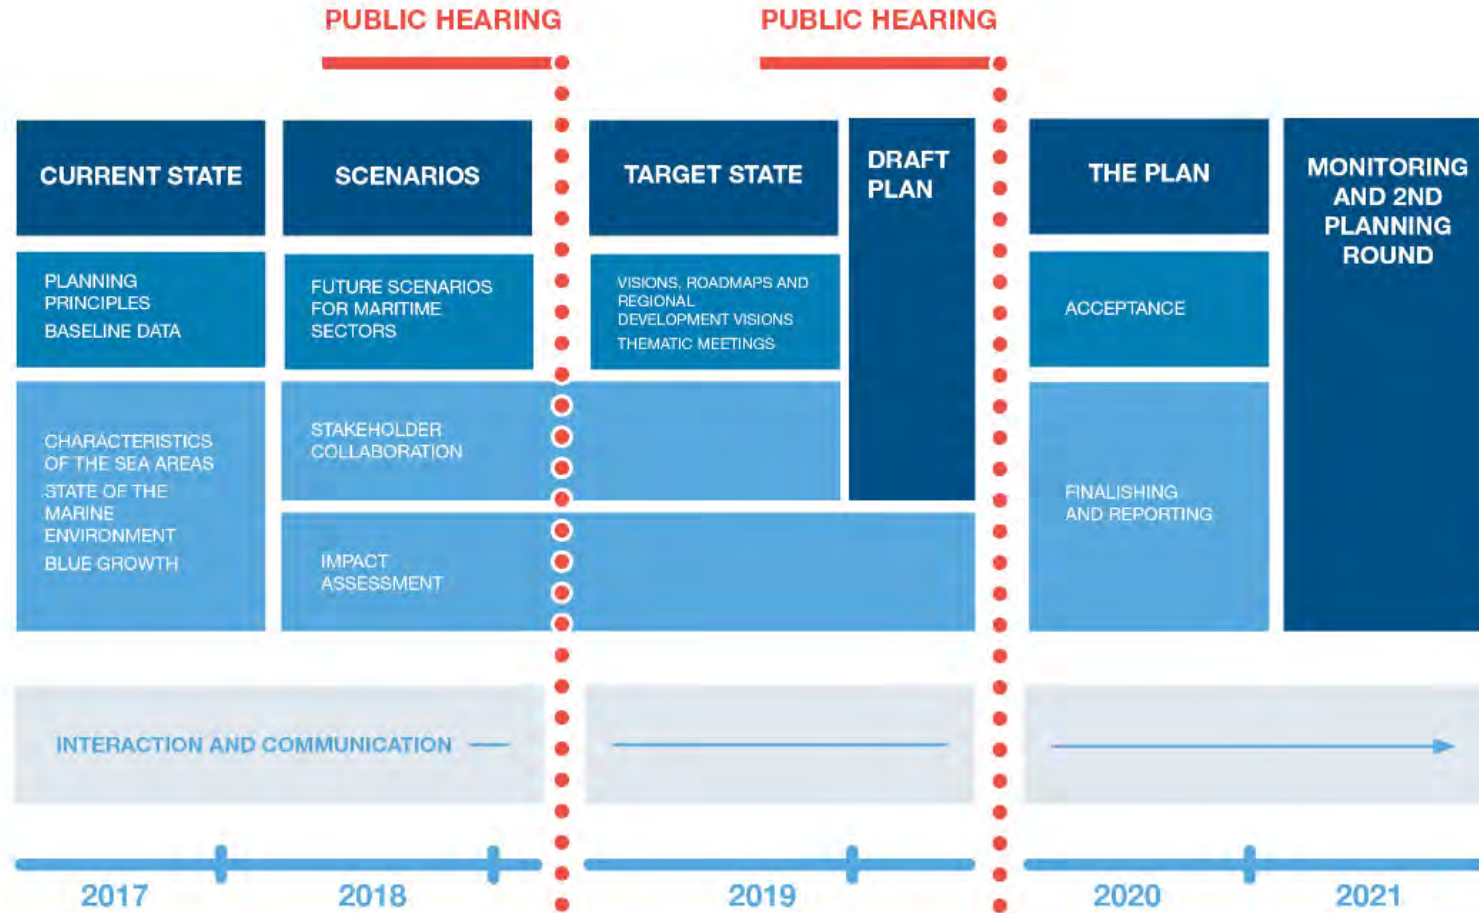 PUBLIC HEARING
PUBLIC HEARING
CURRENT STATE
PLANNING
PRINCIPLES
BASELINE DATA
CHARACTERISTICS
OF THE SEA AREAS
STATE OF THE
MARINE
ENVIRONMENT
BLUE GROWTH
SCENARIOS
FUTURE SCENARIOS
FOR MARITIME
SECTORS
STAKEHOLDER
COLLABORATION
IMPACT
ASSESSMENT
TARGET STATE
VISIONS, ROADMAPS AND
REGIONAL
DEVELOPMENT VISIONS
THEMATIC MEETINGS
DRAFT
PLAN
THE PLAN
ACCEPTANCE
FINALISHING
AND REPORTING
MONITORING
AND 2ND
PLANNING
ROUND
INTERACTION AND COMMUNICATION
2017
2018
2019
2020
2021